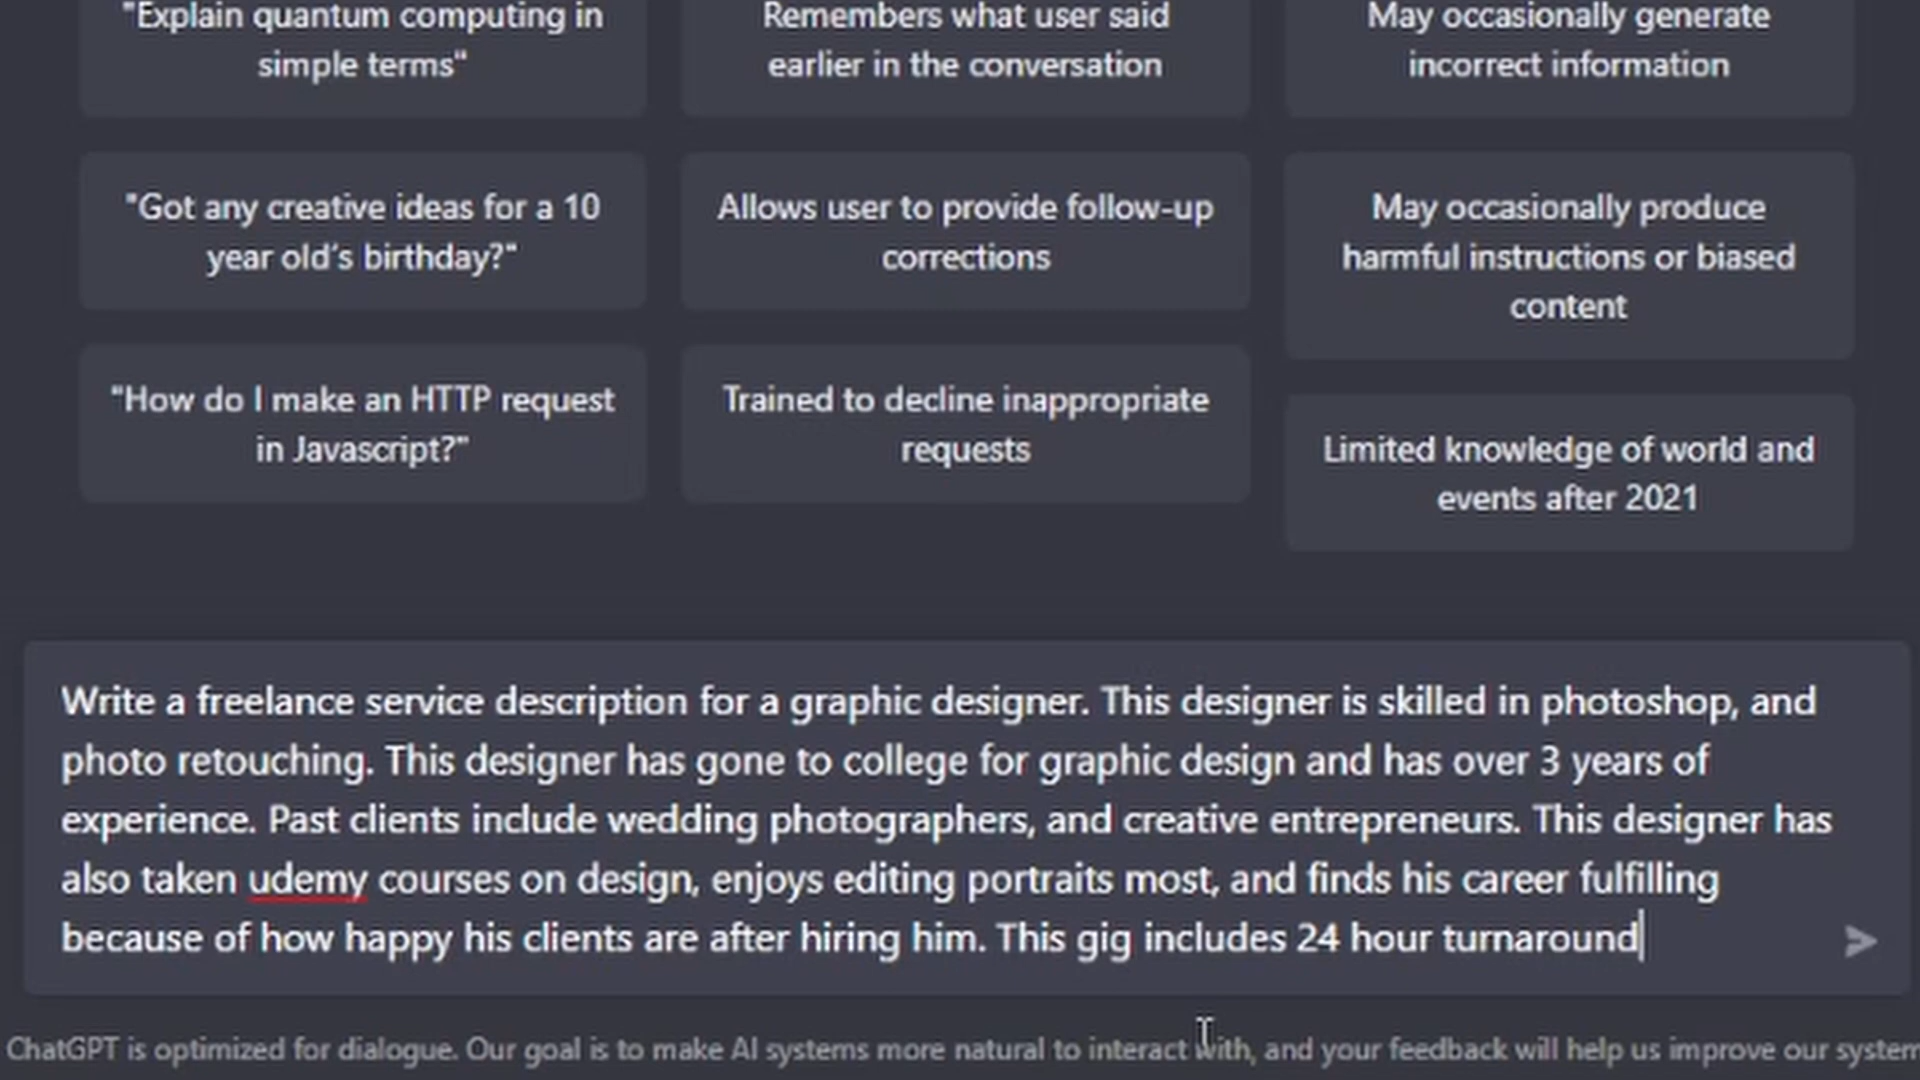 "Explain quantum computing in
simple terms"
Remembers what user said
earlier in the conversation
May occasionally generate
incorrect information
"Got any creative ideas for a 10
year old's birthday?"
Allows user to provide follow-up
corrections
May occasionally produce
harmful instructions or biased
content
"How do I make an HTTP request
in Javascript?"
Trained to decline inappropriate
requests
Limited knowledge of world and
events after 2021
Write a freelance service description for a graphic designer. This designer is skilled in photoshop, and
photo retouching. This designer has gone to college for graphic design and has over 3 years of
experience. Past clients include wedding photographers, and creative entrepreneurs. This designer has
also taken udemy courses on design, enjoys editing portraits most, and finds his career fulfilling
because of how happy his clients are after hiring him. This gig includes 24 hour turnaround
ChatGPT is optimized for dialogue. Our goal is to make AI systems more natural to interact with, and your feedback will help us improve our system